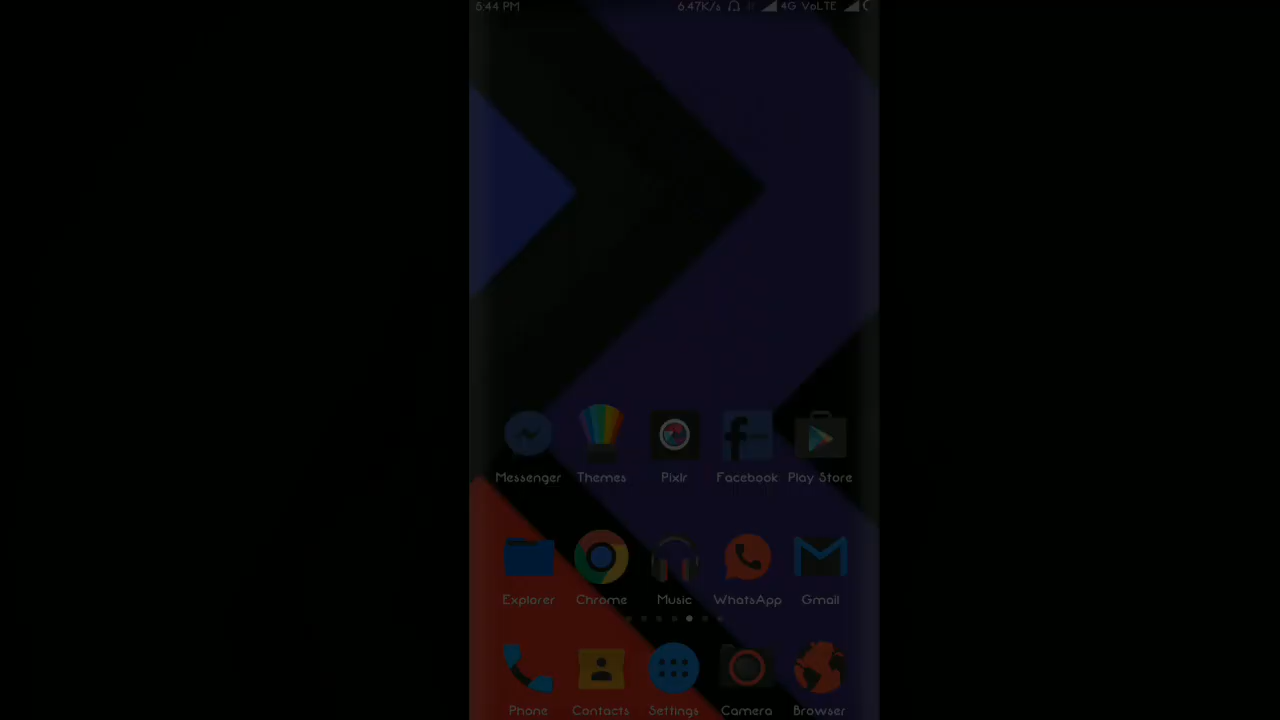 5:44 PM 6.47K/s 4G VoLTE
Messenger Themes Pixlr Facebook Play Store
Explorer Chrome Music WhatsApp Gmail
Phone Contacts Settings Camera Browser